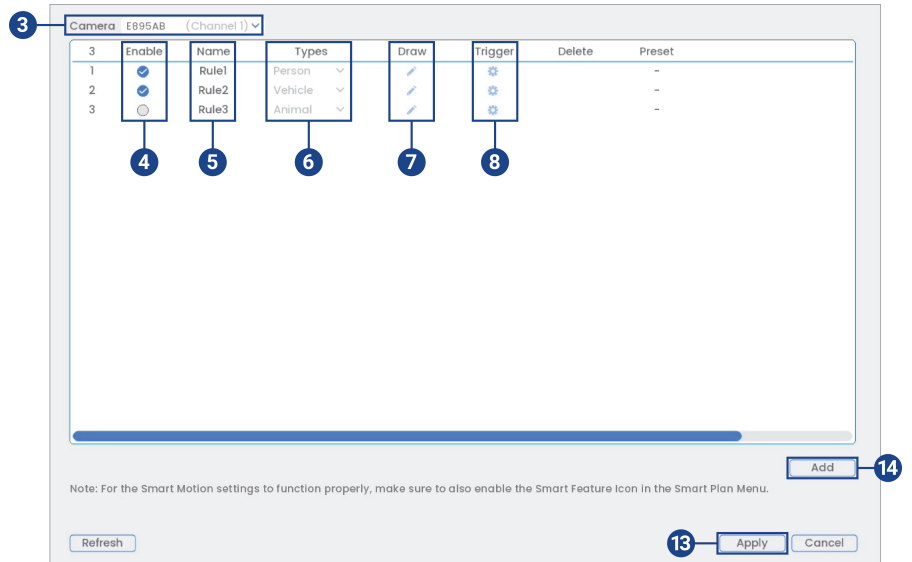 3 Camera E895AB (Channel 1)
3 Enable Name Types Draw Trigger Delete Preset
1 Rule1 Person -
2 Rule2 Vehicle -
3 Rule3 Animal -
4 5 6 7 8
Add 14
Note: For the Smart Motion settings to function properly, make sure to also enable the Smart Feature Icon in the Smart Plan Menu.
Refresh 13 Apply Cancel